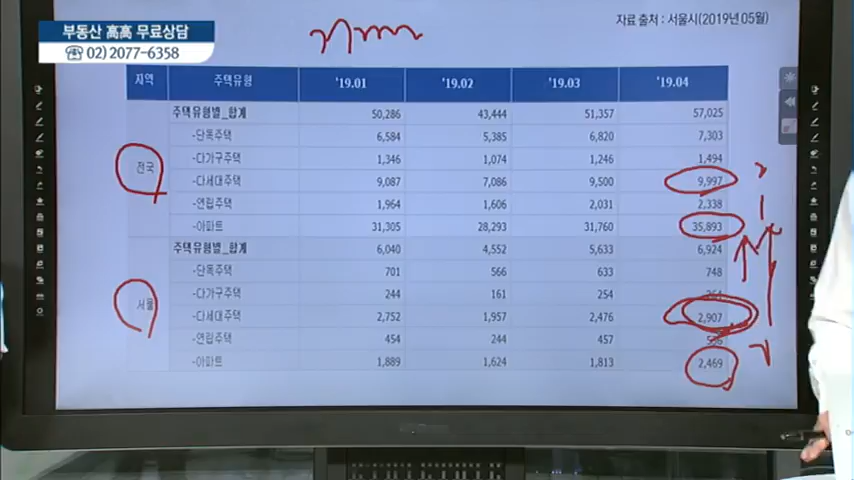 부동산 高高 무료상담
☎ 02) 2077-6358
자료 출처 : 서울시(2019년 05월)
지역 주택유형 '19.01 '19.02 '19.03 '19.04
전국 주택유형별_합계 50,286 43,444 51,357 57,025
-단독주택 6,584 5,385 6,820 7,303
-다가구주택 1,346 1,074 1,246 1,494
-다세대주택 9,087 7,086 9,500 9,997
-연립주택 1,964 1,606 2,031 2,338
-아파트 31,305 28,293 31,760 35,893
서울 주택유형별_합계 6,040 4,552 5,633 6,924
-단독주택 701 566 633 748
-다가구주택 244 161 254
-다세대주택 2,752 1,957 2,476 2,907
-연립주택 454 244 457
-아파트 1,889 1,624 1,813 2,469